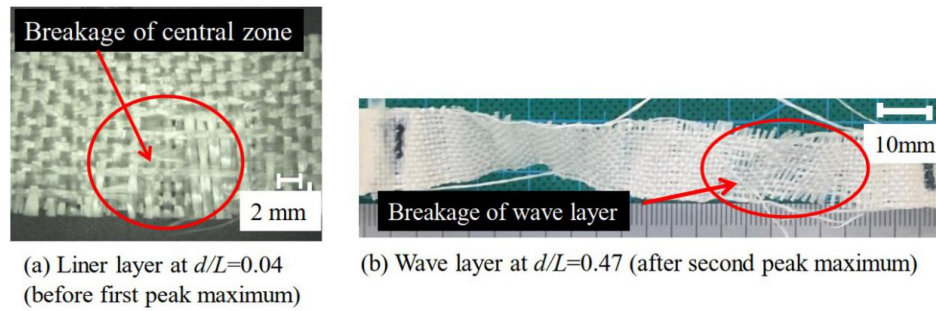 Breakage of central zone
2 mm
10mm
Breakage of wave layer
(a) Liner layer at d/L=0.04
(before first peak maximum)
(b) Wave layer at d/L=0.47 (after second peak maximum)